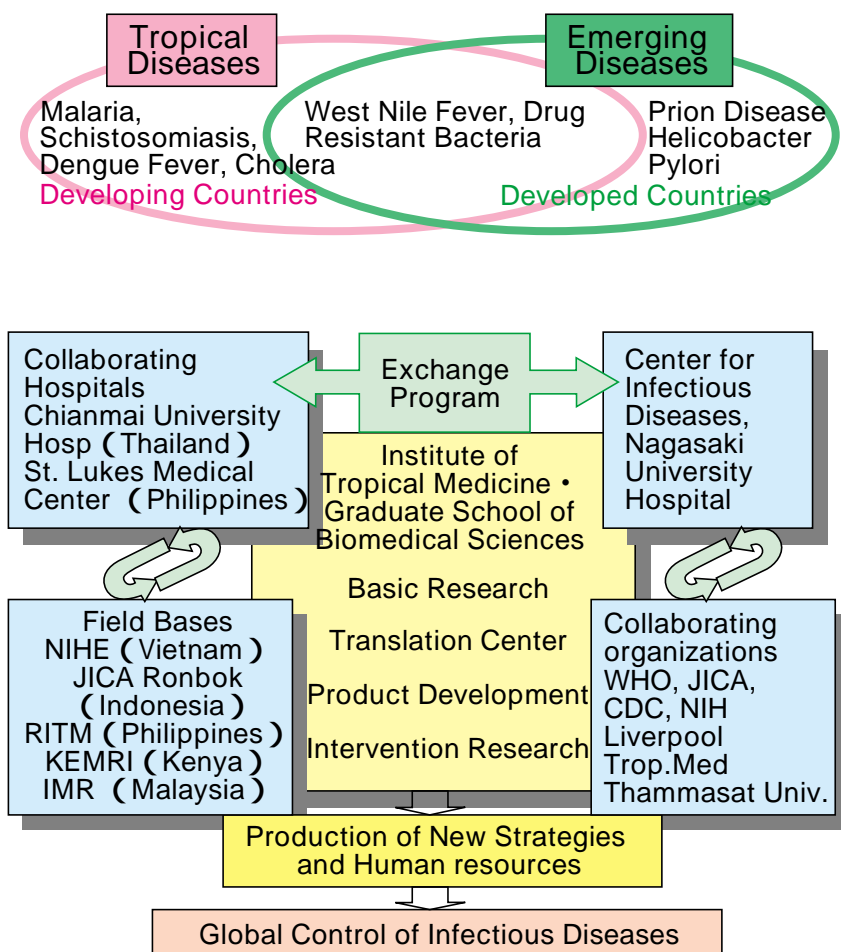 Tropical
Diseases
Emerging
Diseases
Malaria,
Schistosomiasis,
Dengue Fever, Cholera
Developing Countries
West Nile Fever, Drug
Resistant Bacteria
Prion Disease
Helicobacter
Pylori
Developed Countries
Collaborating
Hospitals
Chianmai University
Hosp (Thailand)
St. Lukes Medical
Center (Philippines)
Exchange
Program
Center for
Infectious
Diseases,
Nagasaki
University
Hospital
Institute of
Tropical Medicine・
Graduate School of
Biomedical Sciences
Basic Research
Translation Center
Product Development
Intervention Research
Field Bases
NIHE (Vietnam)
JICA Ronbok
(Indonesia)
RITM (Philippines)
KEMRI (Kenya)
IMR (Malaysia)
Collaborating
organizations
WHO, JICA,
CDC, NIH
Liverpool
Trop.Med
Thammasat Univ.
Production of New Strategies
and Human resources
Global Control of Infectious Diseases